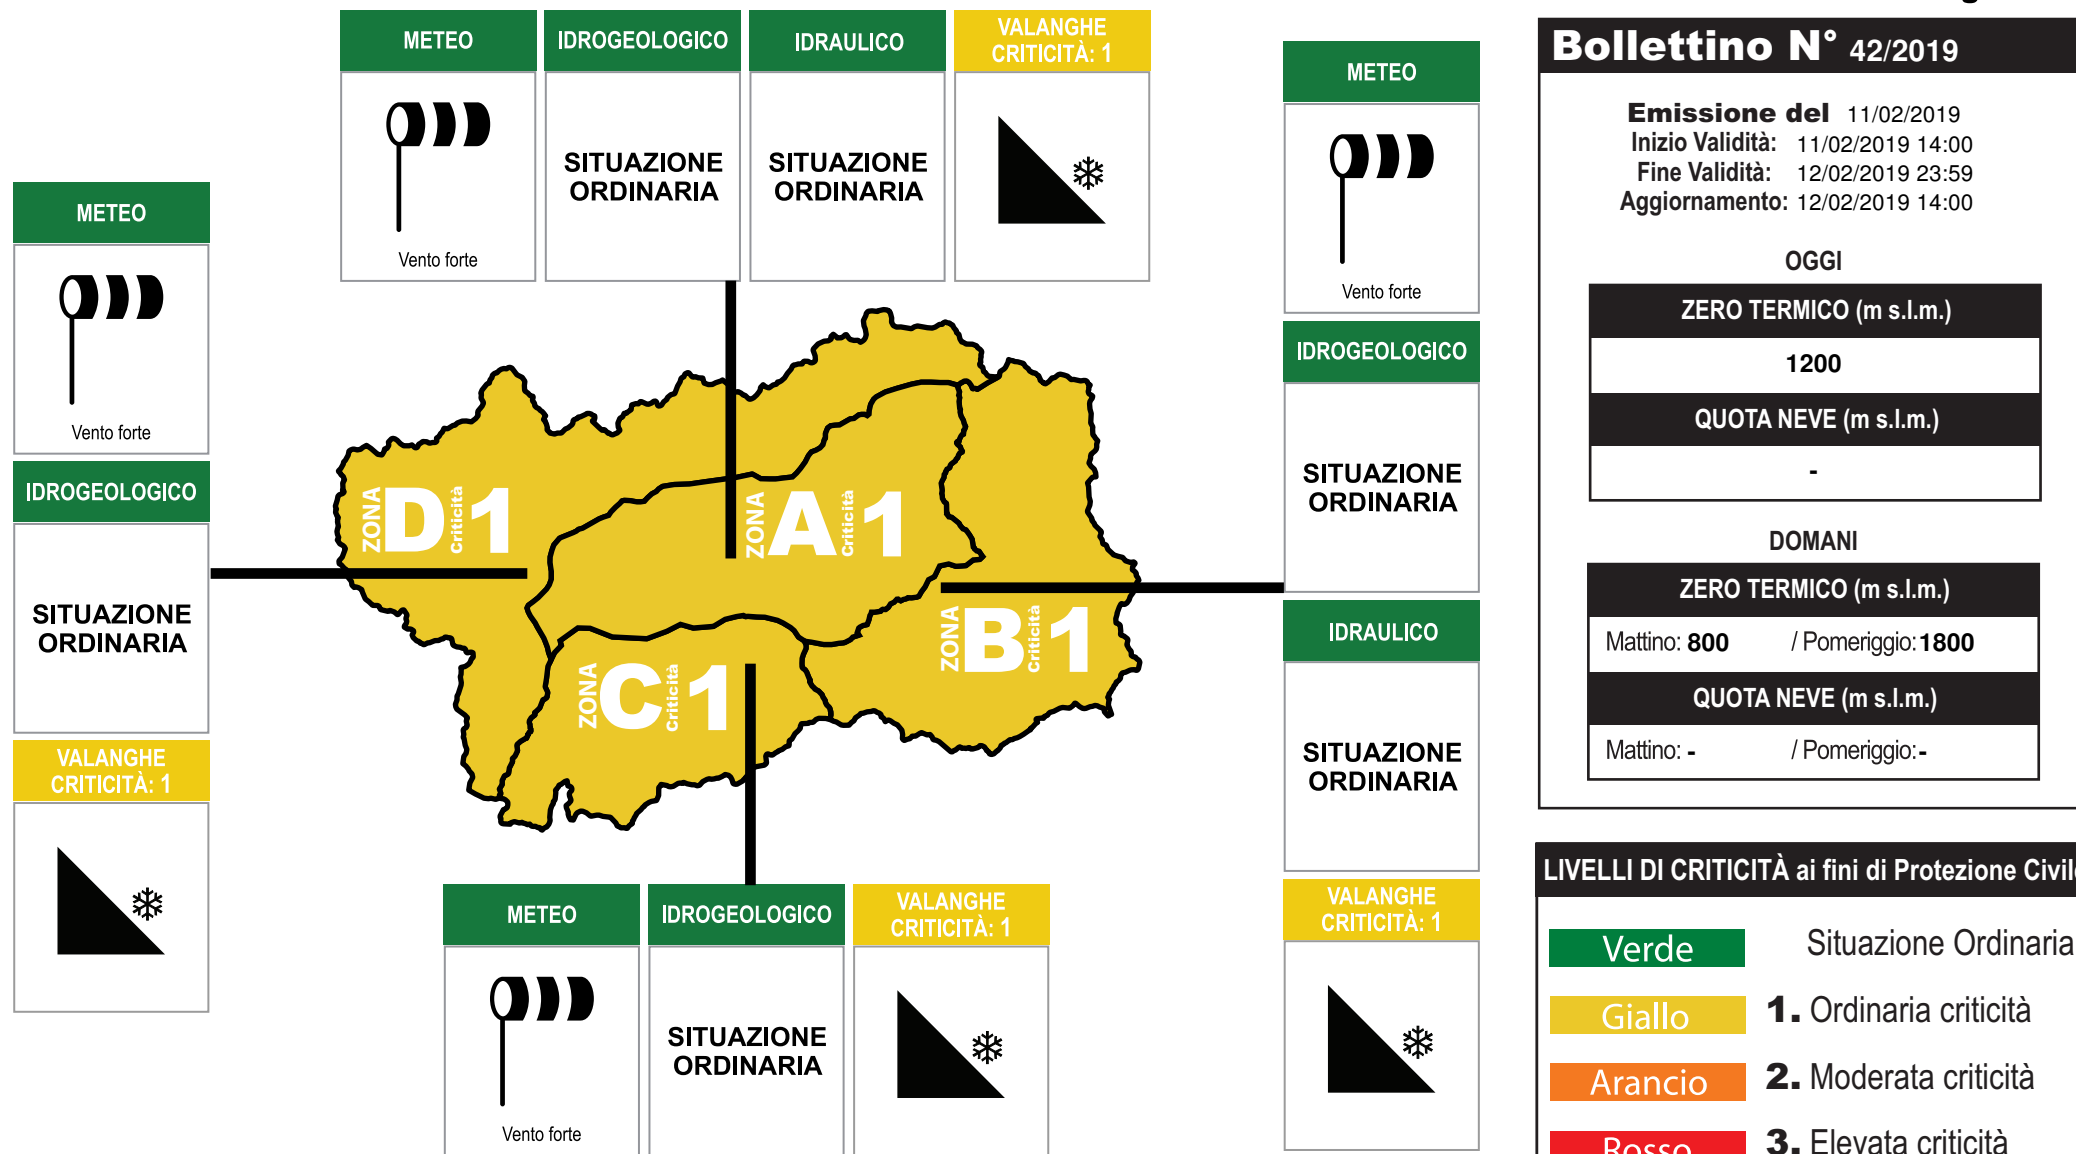 METEO
IDROGEOLOGICO
IDRAULICO
VALANGHE
CRITICITÀ: 1
Vento forte
SITUAZIONE
ORDINARIA
SITUAZIONE
ORDINARIA
METEO
Vento forte
IDROGEOLOGICO
SITUAZIONE
ORDINARIA
VALANGHE
CRITICITÀ: 1
ZONA D Criticità 1
ZONA A Criticità 1
ZONA B Criticità 1
ZONA C Criticità 1
METEO
Vento forte
IDROGEOLOGICO
SITUAZIONE
ORDINARIA
IDRAULICO
SITUAZIONE
ORDINARIA
VALANGHE
CRITICITÀ: 1
METEO
IDROGEOLOGICO
VALANGHE
CRITICITÀ: 1
Vento forte
SITUAZIONE
ORDINARIA
Bollettino N° 42/2019
Emissione del 11/02/2019
Inizio Validità: 11/02/2019 14:00
Fine Validità: 12/02/2019 23:59
Aggiornamento: 12/02/2019 14:00
OGGI
ZERO TERMICO (m s.l.m.)
1200
QUOTA NEVE (m s.l.m.)
-
DOMANI
ZERO TERMICO (m s.l.m.)
Mattino: 800 / Pomeriggio: 1800
QUOTA NEVE (m s.l.m.)
Mattino: - / Pomeriggio: -
LIVELLI DI CRITICITÀ ai fini di Protezione Civile
Verde Situazione Ordinaria
Giallo 1. Ordinaria criticità
Arancio 2. Moderata criticità
Rosso 3. Elevata criticità